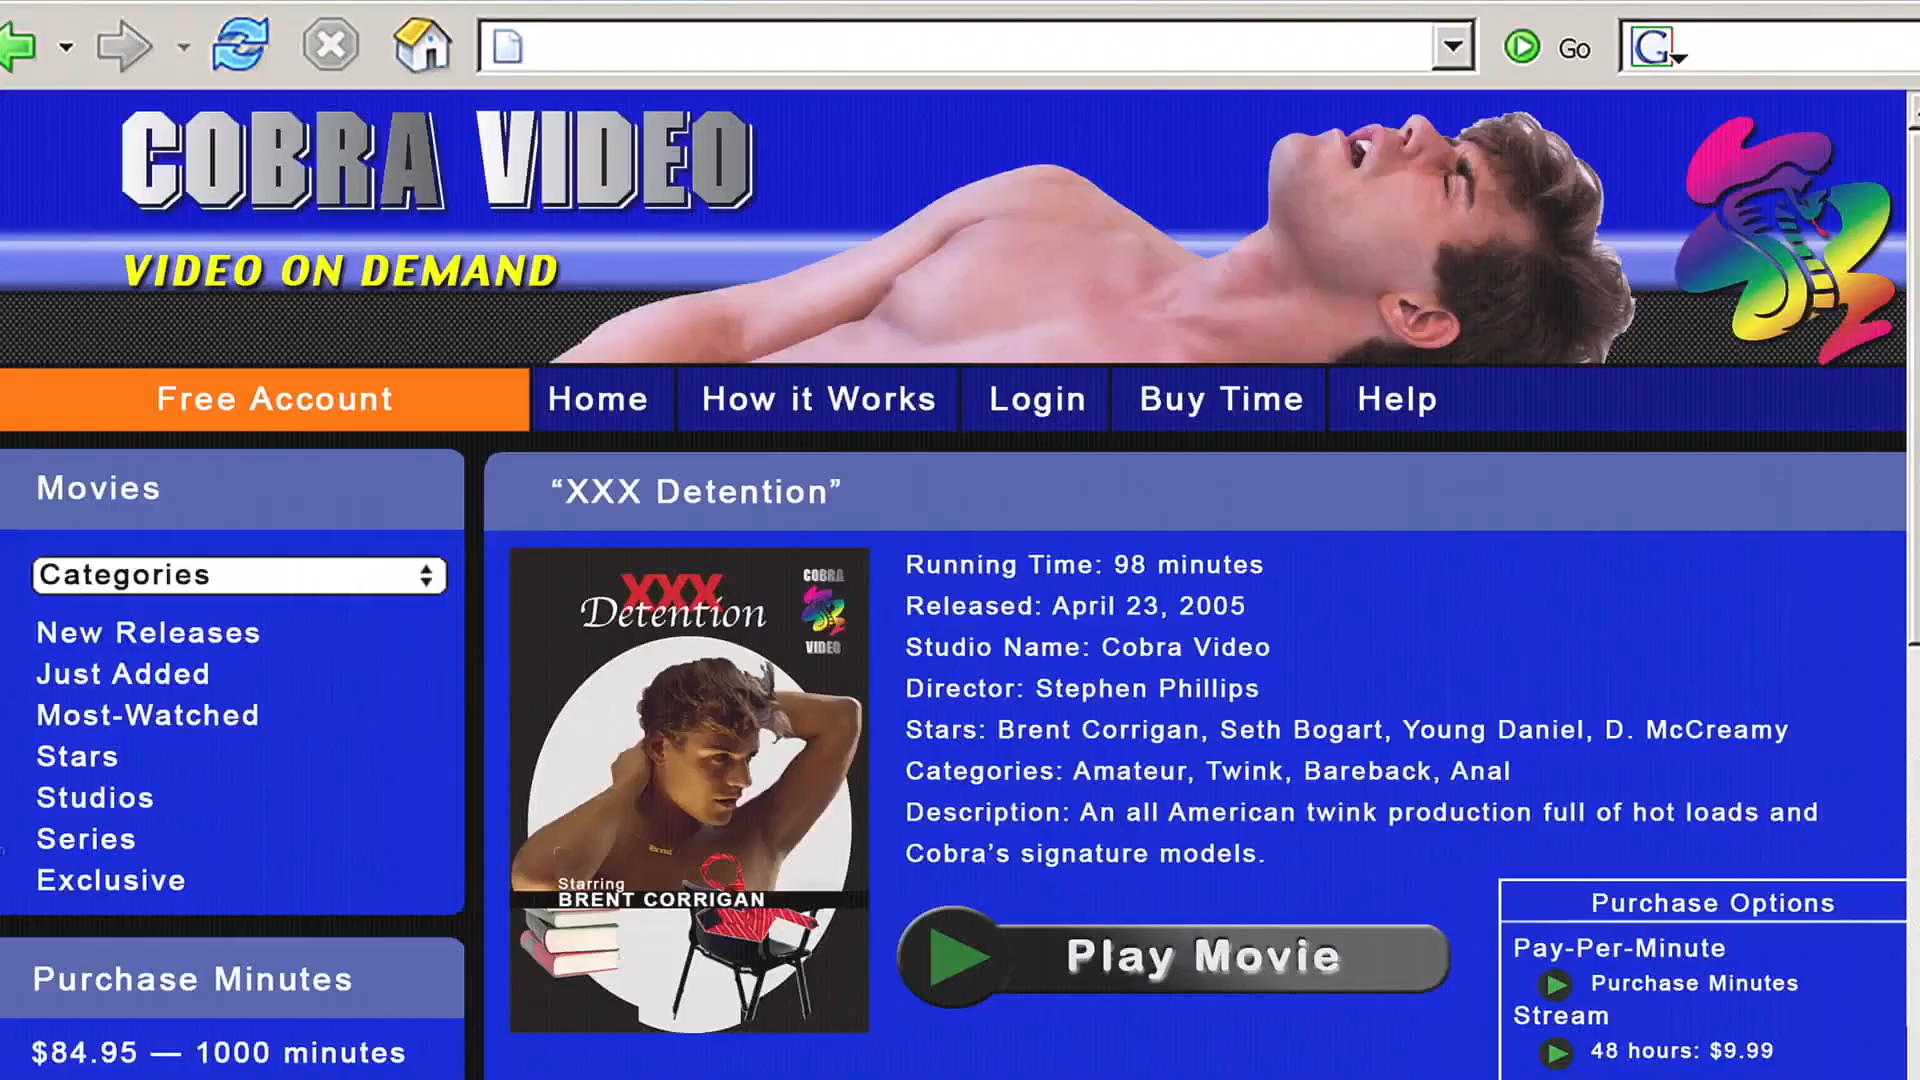 Go
G
COBRA VIDEO
VIDEO ON DEMAND
Free Account
Home
How it Works
Login
Buy Time
Help
Movies
Categories
New Releases
Just Added
Most-Watched
Stars
Studios
Series
Exclusive
Purchase Minutes
$84.95 — 1000 minutes
“XXX Detention”
XXX
Detention
COBRA
VIDEO
Starring
BRENT CORRIGAN
Running Time: 98 minutes
Released: April 23, 2005
Studio Name: Cobra Video
Director: Stephen Phillips
Stars: Brent Corrigan, Seth Bogart, Young Daniel, D. McCreamy
Categories: Amateur, Twink, Bareback, Anal
Description: An all American twink production full of hot loads and
Cobra’s signature models.
Play Movie
Purchase Options
Pay-Per-Minute
Purchase Minutes
Stream
48 hours: $9.99